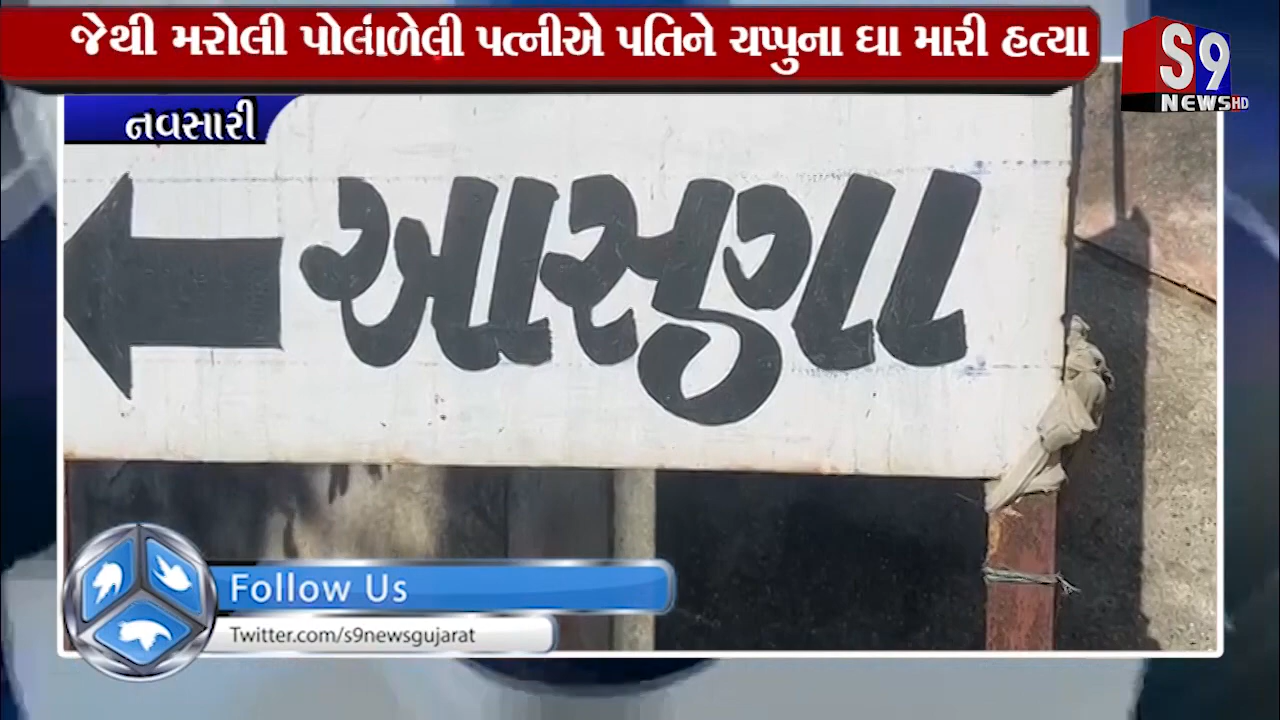 જેથી મરોલી પોલાંળેલી પત્નીએ પતિને ચપ્પુના ઘા મારી હત્યા
S9
NEWS HD
નવસારી
આસુગા
Follow Us
Twitter.com/s9newsgujarat